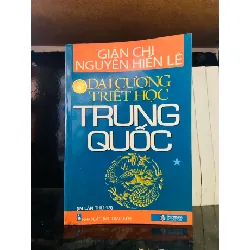 GIẢN CHI
NGUYỄN HIẾN LÊ
ĐẠI CƯƠNG
TRIẾT HỌC
TRUNG
QUỐC